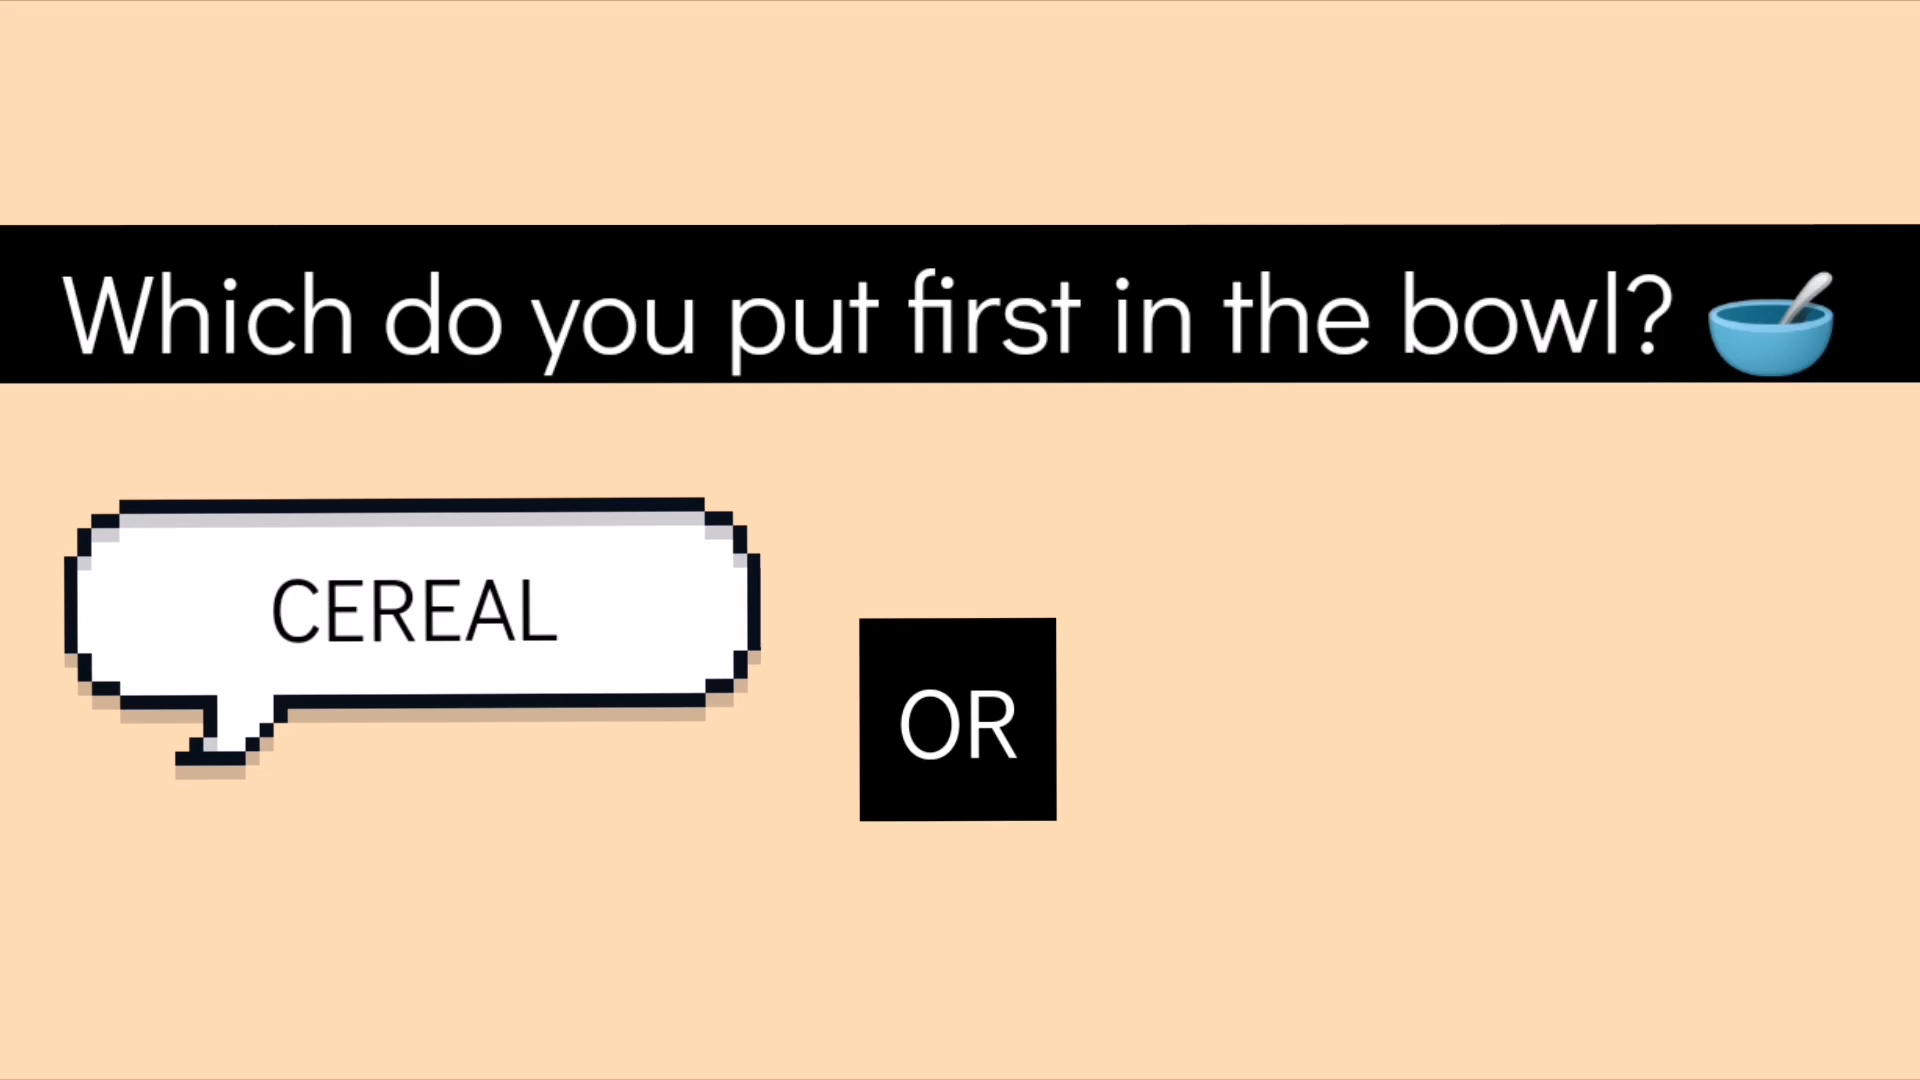 Which do you put first in the bowl? 🥣
CEREAL
OR